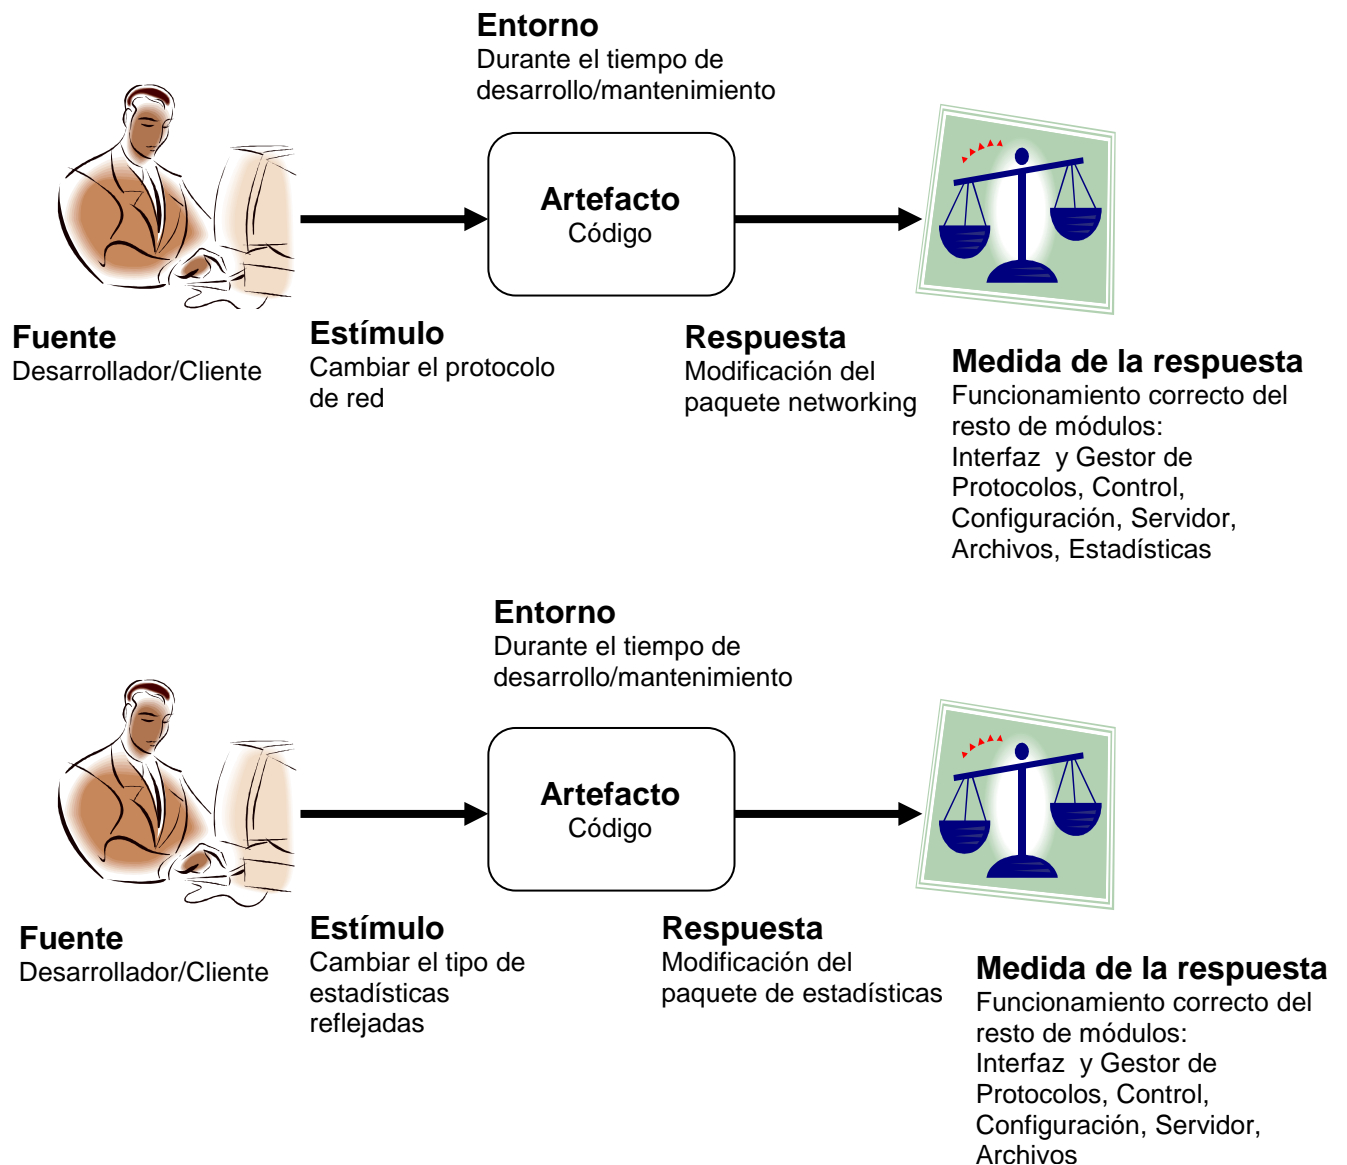 Entorno
Durante el tiempo de
desarrollo/mantenimiento
Artefacto
Código
Fuente
Desarrollador/Cliente
Estímulo
Cambiar el protocolo
de red
Respuesta
Modificación del
paquete networking
Medida de la respuesta
Funcionamiento correcto del
resto de módulos:
Interfaz y Gestor de
Protocolos, Control,
Configuración, Servidor,
Archivos, Estadísticas
Entorno
Durante el tiempo de
desarrollo/mantenimiento
Artefacto
Código
Fuente
Desarrollador/Cliente
Estímulo
Cambiar el tipo de
estadísticas
reflejadas
Respuesta
Modificación del
paquete de estadísticas
Medida de la respuesta
Funcionamiento correcto del
resto de módulos:
Interfaz y Gestor de
Protocolos, Control,
Configuración, Servidor,
Archivos